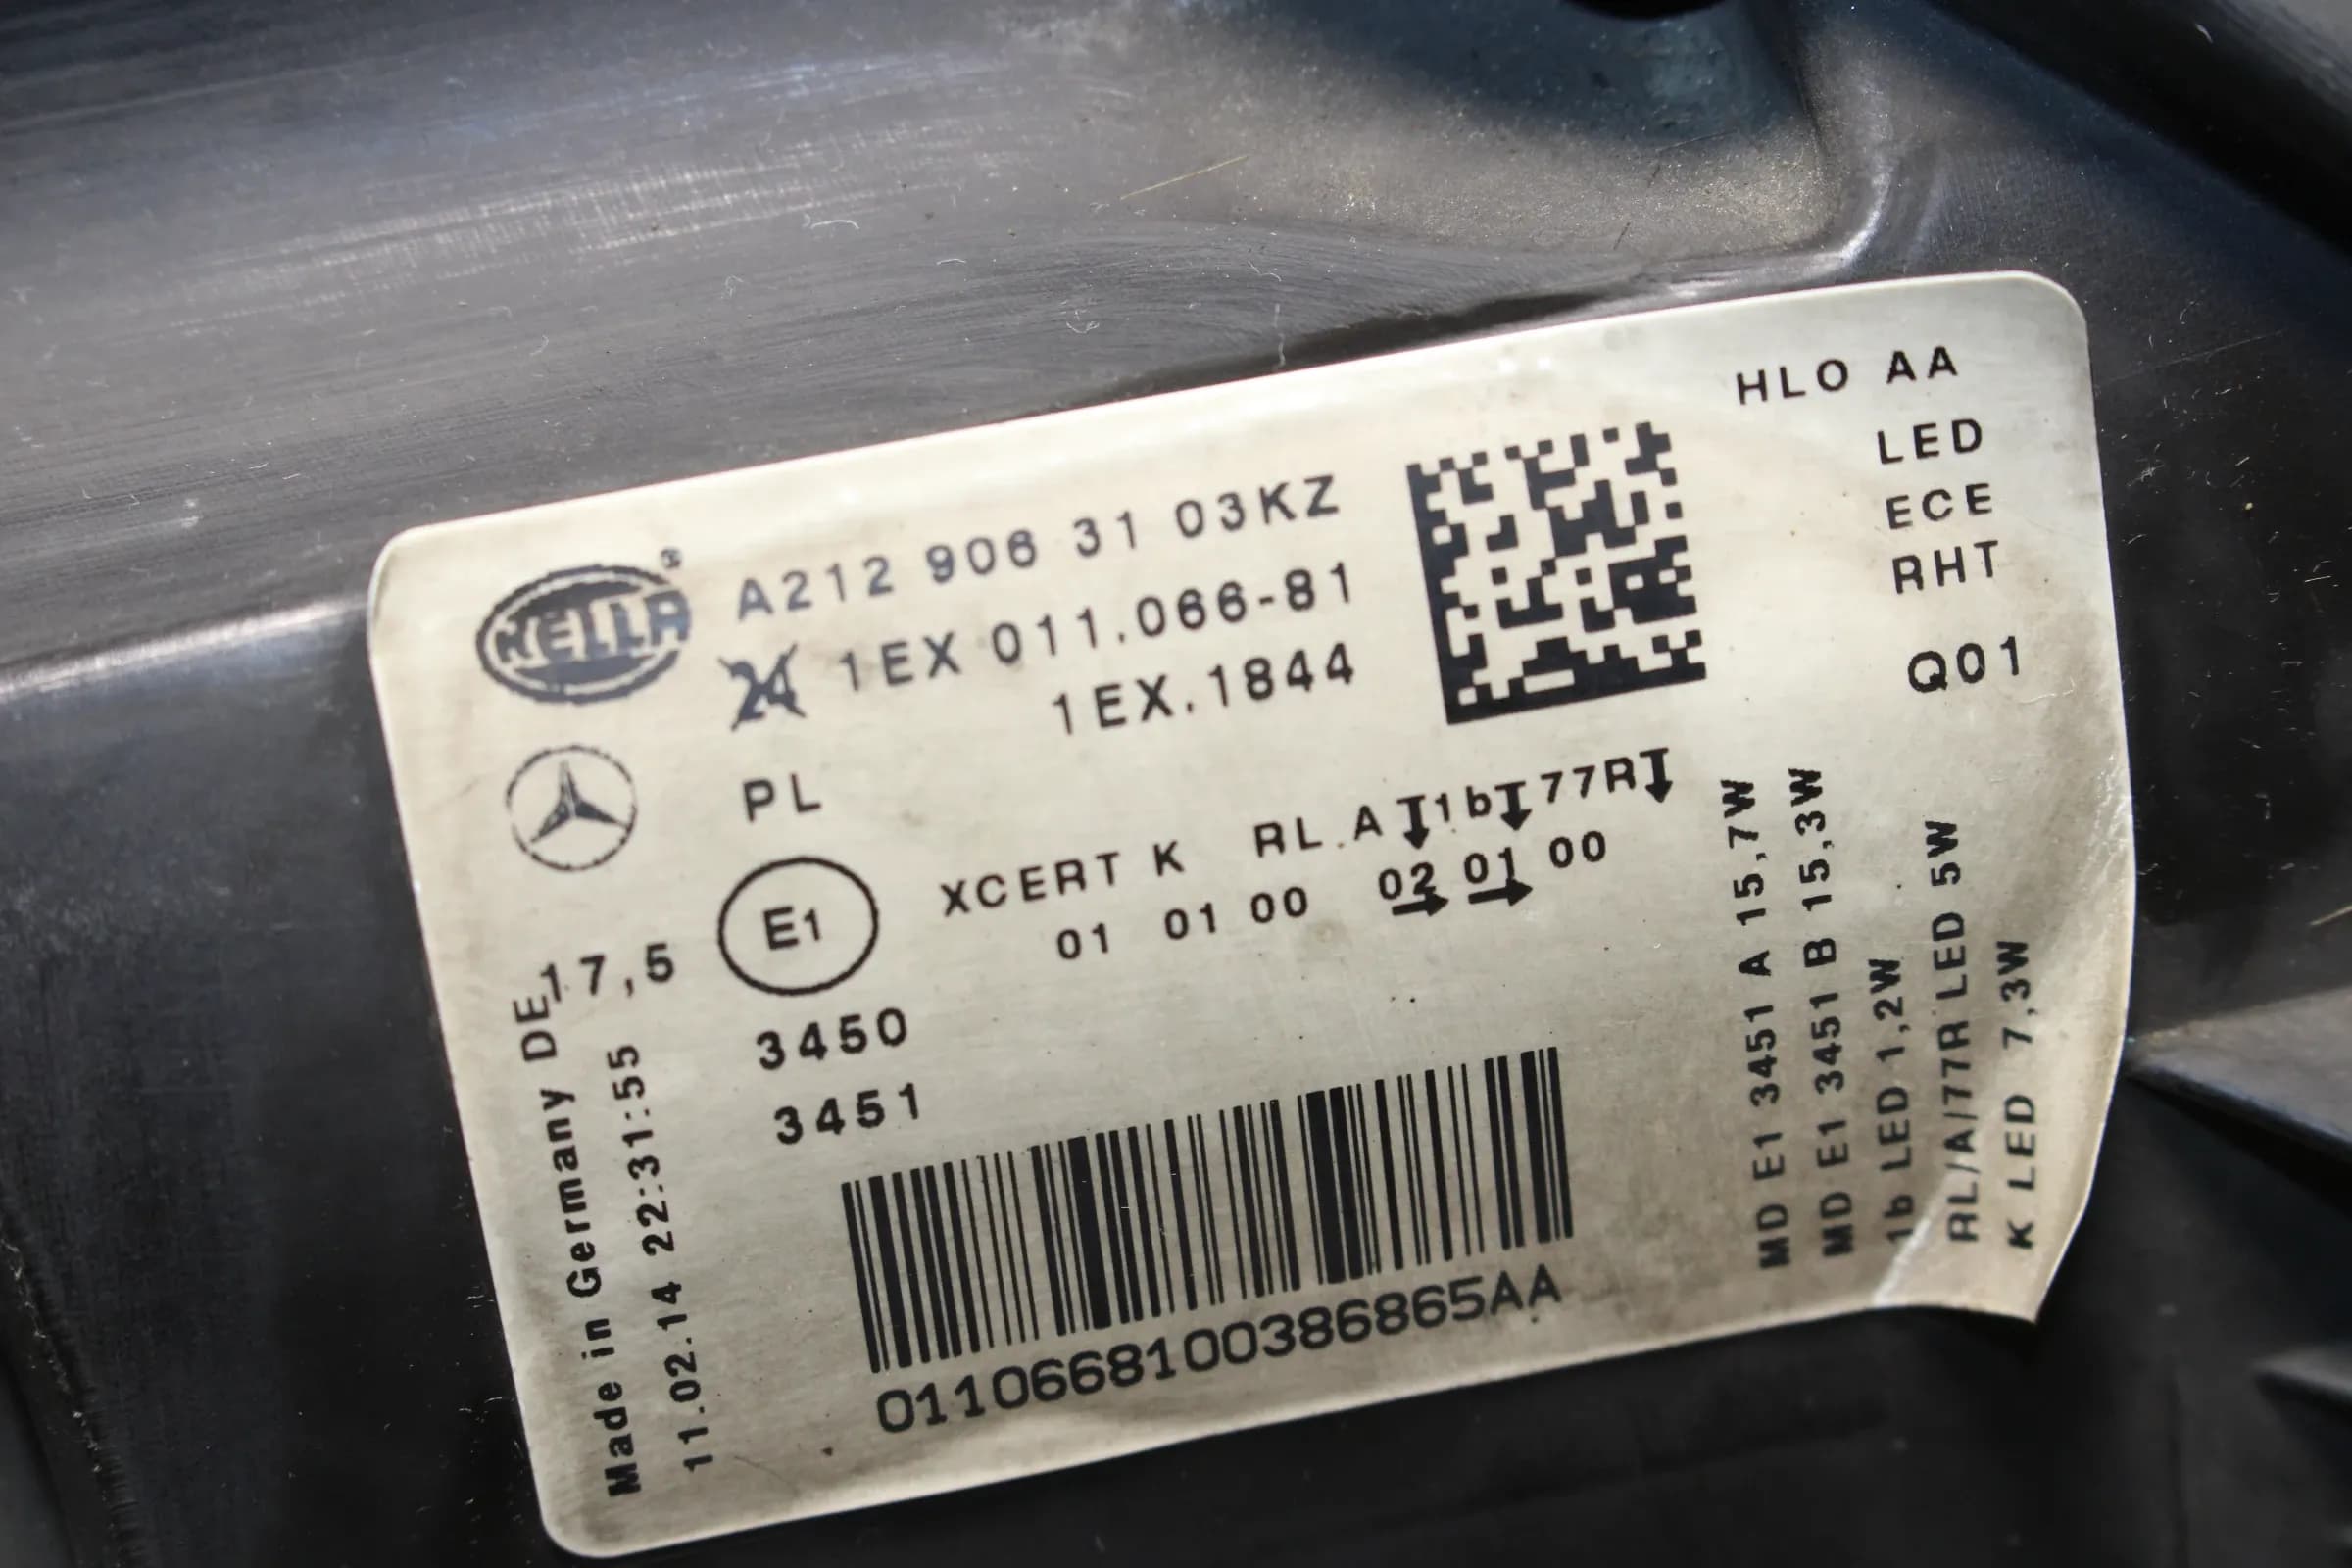 HLO AA
LED
ECE
RHT
Q01
HELLA ®
A212 906 31 03KZ
24 1EX 011.066-81
1EX.1844
PL
E1
XCERT K RL.A 1b 77R
01 01 00 02 01 00
17,5
3450
3451
Made in Germany DE
11.02.14 22:31:55
0110668100386865AA
MD E1 3451 A 15,7W
MD E1 3451 B 15,3W
1b LED 1,2W
RL/A/77R LED 5W
K LED 7,3W